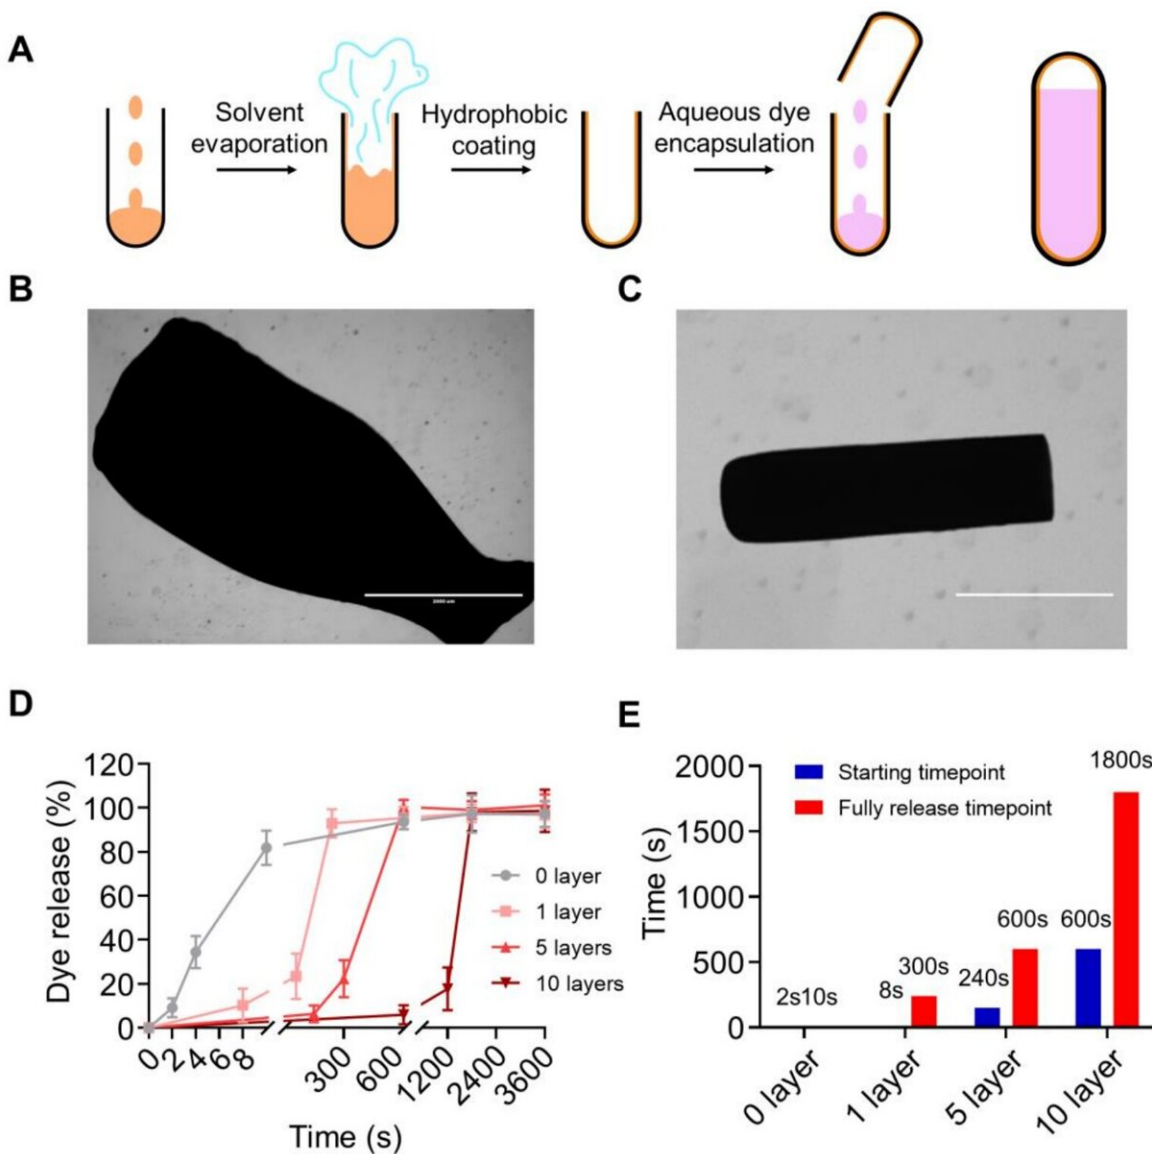 A
Solvent
evaporation
Hydrophobic
coating
Aqueous dye
encapsulation
B
C
2000 um
D
120
100
80
60
40
20
0
Dye release (%)
0 layer
1 layer
5 layers
10 layers
0
2
4
6
8
300
600
1200
2400
3600
Time (s)
E
2000
1500
1000
500
0
Time (s)
Starting timepoint
Fully release timepoint
2s10s
8s
300s
240s
600s
600s
1800s
0 layer
1 layer
5 layer
10 layer